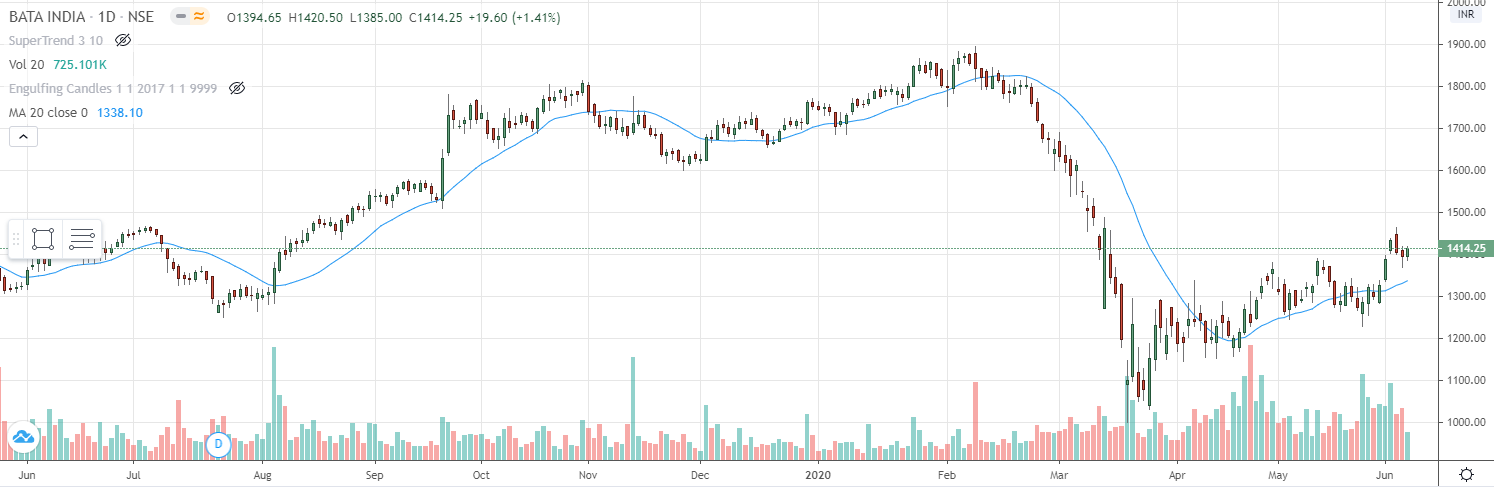 BATA INDIA · 1D · NSE O1394.65 H1420.50 L1385.00 C1414.25 +19.60 (+1.41%)
SuperTrend 3 10
Vol 20 725.101K
Engulfing Candles 1 1 2017 1 1 9999
MA 20 close 0 1338.10
2000.00
INR
1900.00
1800.00
1700.00
1600.00
1500.00
1414.25
1300.00
1200.00
1100.00
1000.00
D
Jun Jul Aug Sep Oct Nov Dec 2020 Feb Mar Apr May Jun